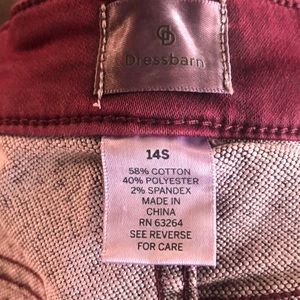 Dressbarn
14S
58% COTTON
40% POLYESTER
2% SPANDEX
MADE IN
CHINA
RN 63264
SEE REVERSE
FOR CARE